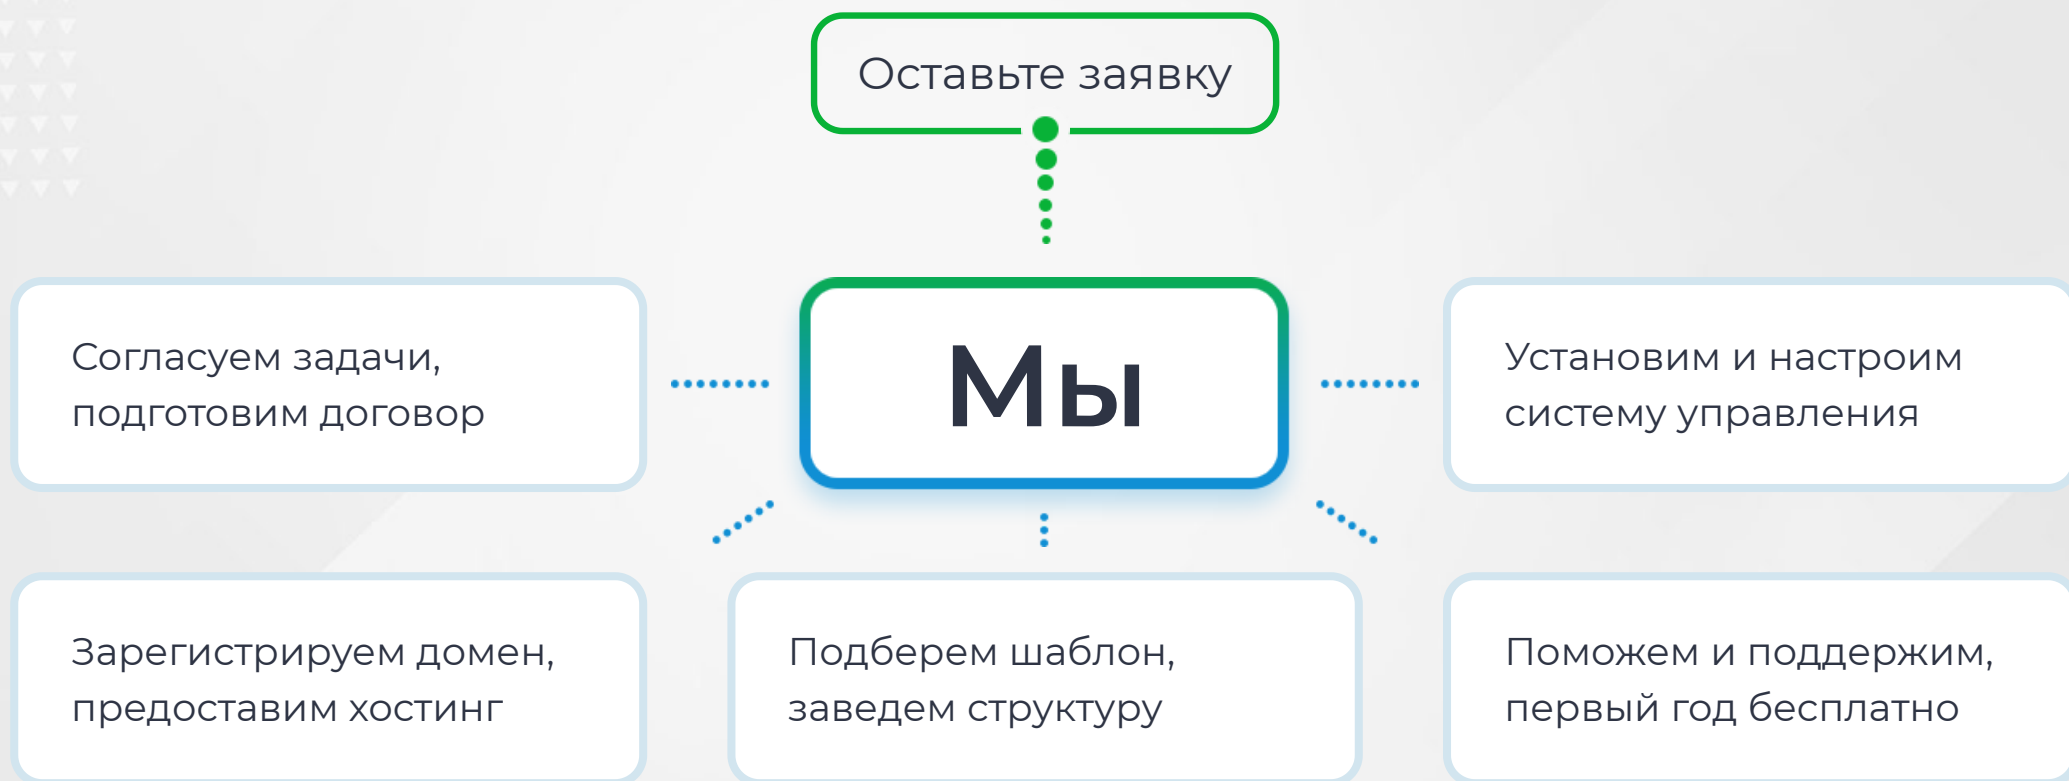 Оставьте заявку
Согласуем задачи,
подготовим договор
Мы
Установим и настроим
систему управления
Зарегистрируем домен,
предоставим хостинг
Подберем шаблон,
заведем структуру
Поможем и поддержим,
первый год бесплатно